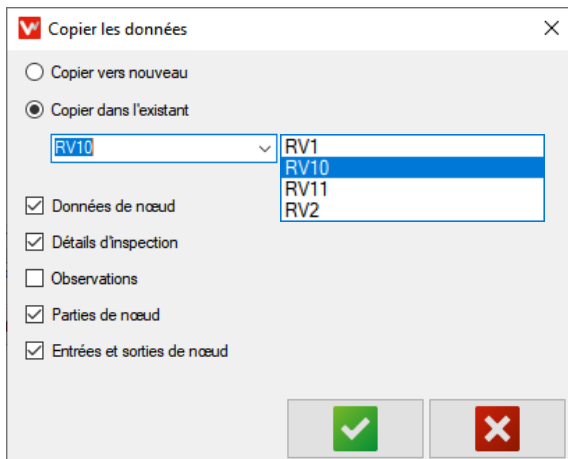 Copier les données
Copier vers nouveau
Copier dans l'existant
RV10
RV1
RV10
RV11
RV2
Données de nœud
Détails d'inspection
Observations
Parties de nœud
Entrées et sorties de nœud